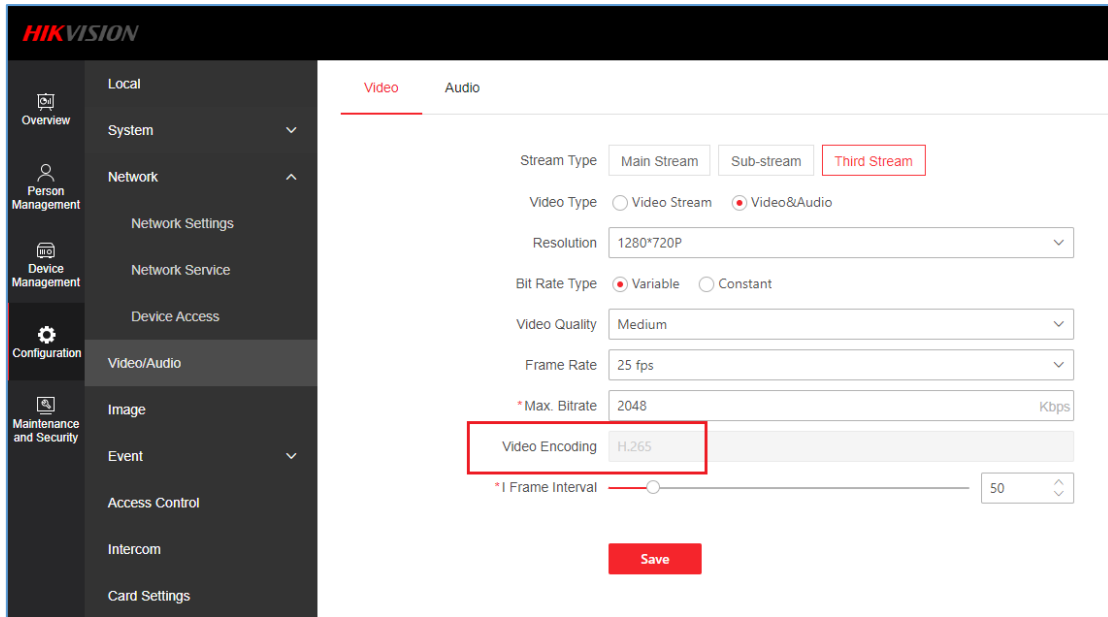 HIKVISION
Overview
Person
Management
Device
Management
Configuration
Maintenance
and Security
Local
System
Network
Network Settings
Network Service
Device Access
Video/Audio
Image
Event
Access Control
Intercom
Card Settings
Video Audio
Stream Type Main Stream Sub-stream Third Stream
Video Type Video Stream Video&Audio
Resolution 1280*720P
Bit Rate Type Variable Constant
Video Quality Medium
Frame Rate 25 fps
*Max. Bitrate 2048 Kbps
Video Encoding H.265
*I Frame Interval 50
Save